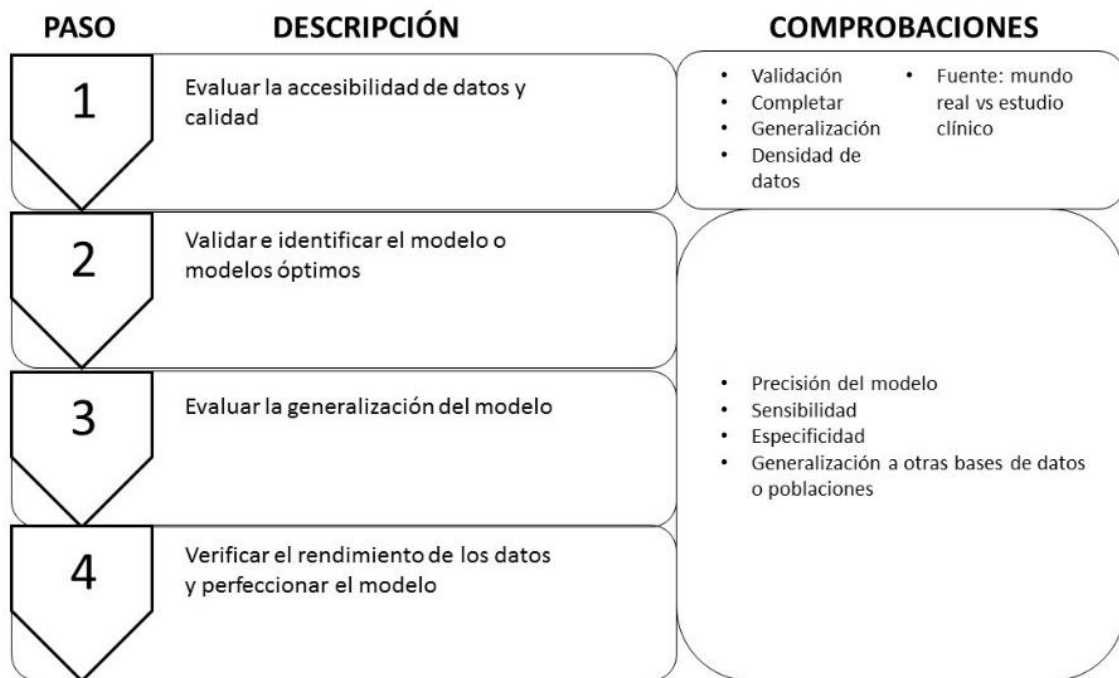 PASO
DESCRIPCIÓN
COMPROBACIONES
1
Evaluar la accesibilidad de datos y
calidad
• Validación
• Completar
• Generalización
• Densidad de
datos
• Fuente: mundo
real vs estudio
clínico
2
Validar e identificar el modelo o
modelos óptimos
3
Evaluar la generalización del modelo
4
Verificar el rendimiento de los datos
y perfeccionar el modelo
• Precisión del modelo
• Sensibilidad
• Especificidad
• Generalización a otras bases de datos
o poblaciones